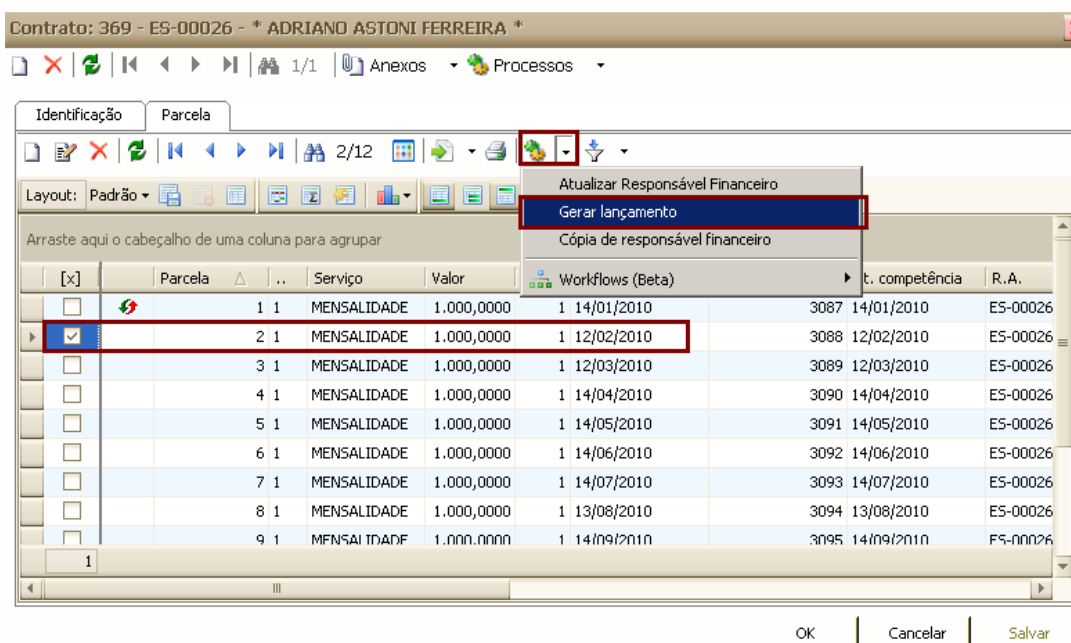 Contrato: 369 - ES-00026 - * ADRIANO ASTONI FERREIRA *
1/1 Anexos Processos
Identificação Parcela
2/12
Layout: Padrão
Atualizar Responsável Financeiro
Gerar lançamento
Cópia de responsável financeiro
Workflows (Beta)
Arraste aqui o cabeçalho de uma coluna para agrupar
[x] Parcela .. Serviço Valor t. competência R.A.
1 1 MENSALIDADE 1.000,0000 1 14/01/2010 3087 14/01/2010 ES-00026
2 1 MENSALIDADE 1.000,0000 1 12/02/2010 3088 12/02/2010 ES-00026
3 1 MENSALIDADE 1.000,0000 1 12/03/2010 3089 12/03/2010 ES-00026
4 1 MENSALIDADE 1.000,0000 1 14/04/2010 3090 14/04/2010 ES-00026
5 1 MENSALIDADE 1.000,0000 1 14/05/2010 3091 14/05/2010 ES-00026
6 1 MENSALIDADE 1.000,0000 1 14/06/2010 3092 14/06/2010 ES-00026
7 1 MENSALIDADE 1.000,0000 1 14/07/2010 3093 14/07/2010 ES-00026
8 1 MENSALIDADE 1.000,0000 1 13/08/2010 3094 13/08/2010 ES-00026
9 1 MENSALIDADE 1.000,0000 1 14/09/2010 3095 14/09/2010 ES-00026
1
OK Cancelar Salvar